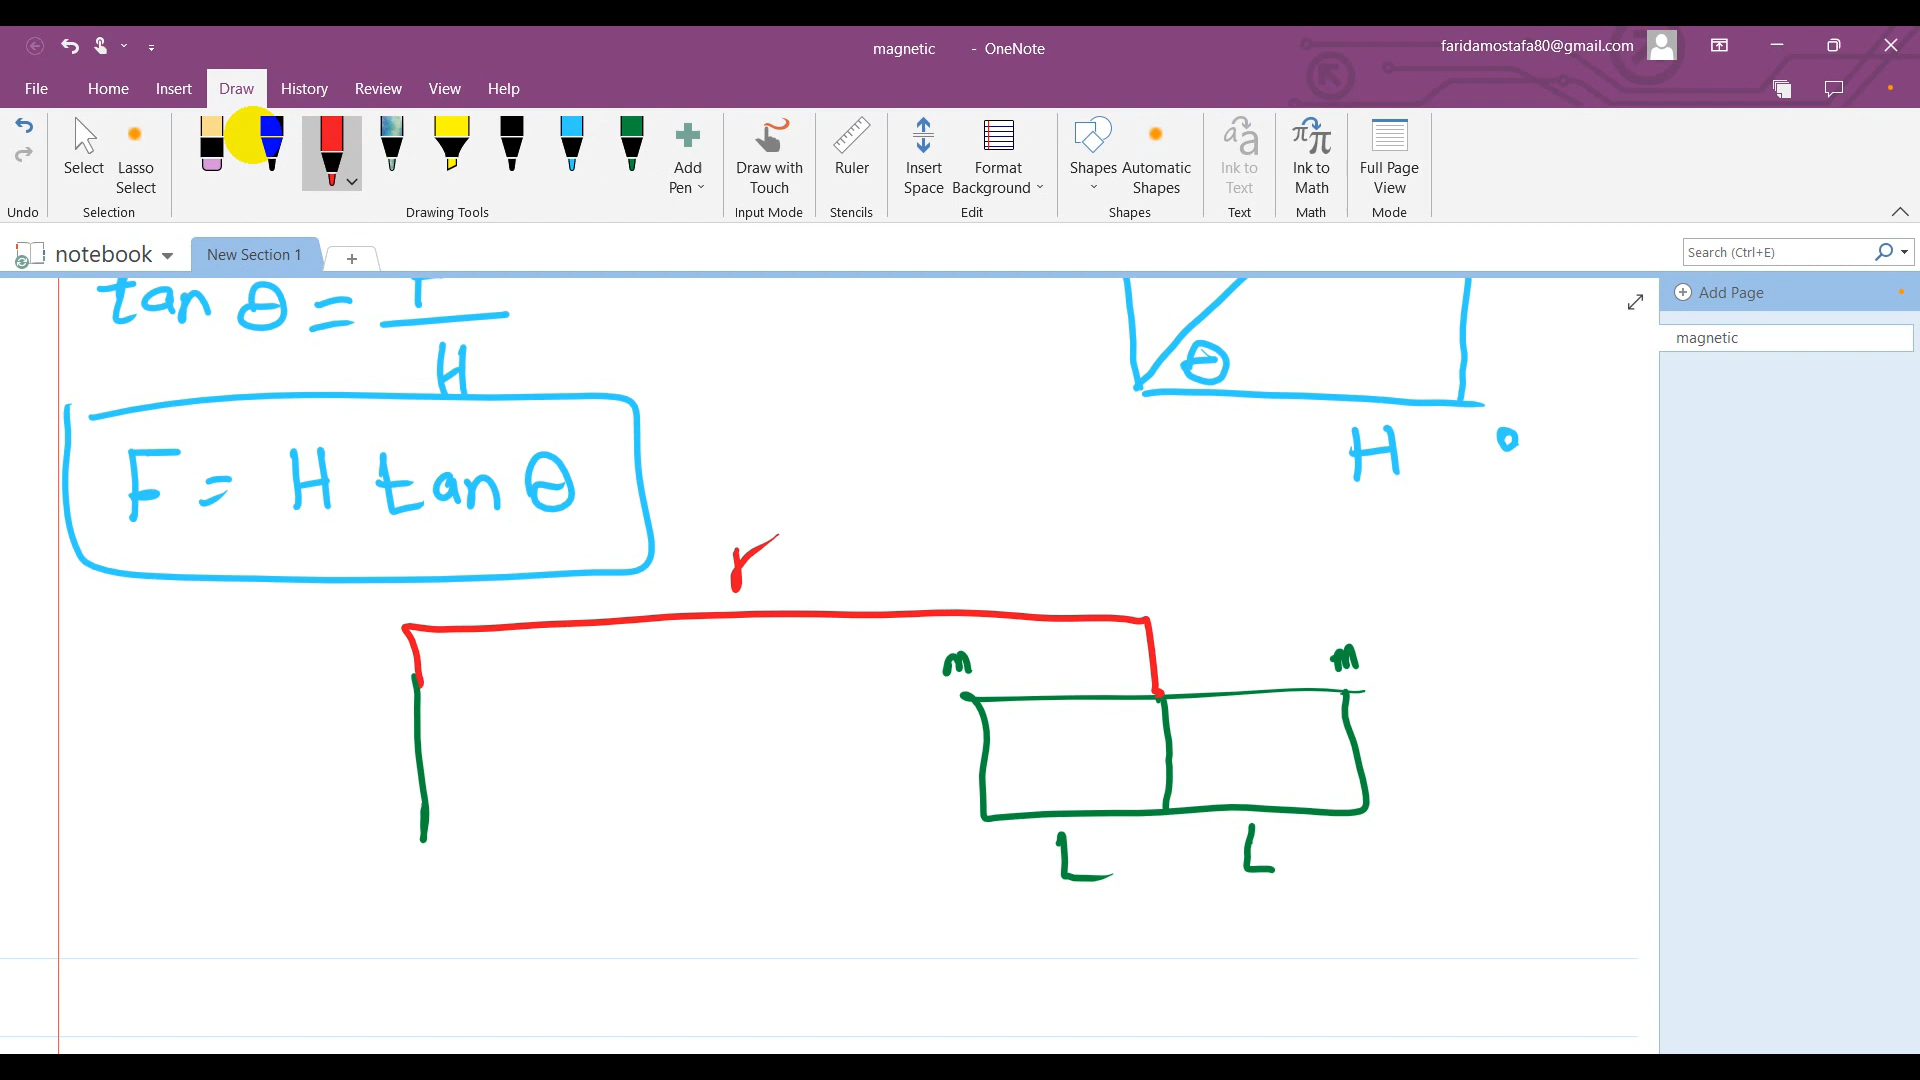 magnetic - OneNote
faridamostafa80@gmail.com
File Home Insert Draw History Review View Help
Select
Lasso Select
Add Pen
Draw with Touch
Ruler
Insert Space
Format Background
Shapes
Automatic Shapes
Ink to Text
Ink to Math
Full Page View
Undo Selection Drawing Tools Input Mode Stencils Edit Shapes Text Math Mode
notebook
New Section 1
+
Search (Ctrl+E)
Add Page
magnetic
tan θ = F
H
θ
H
F = H tan θ
r
m m
L L